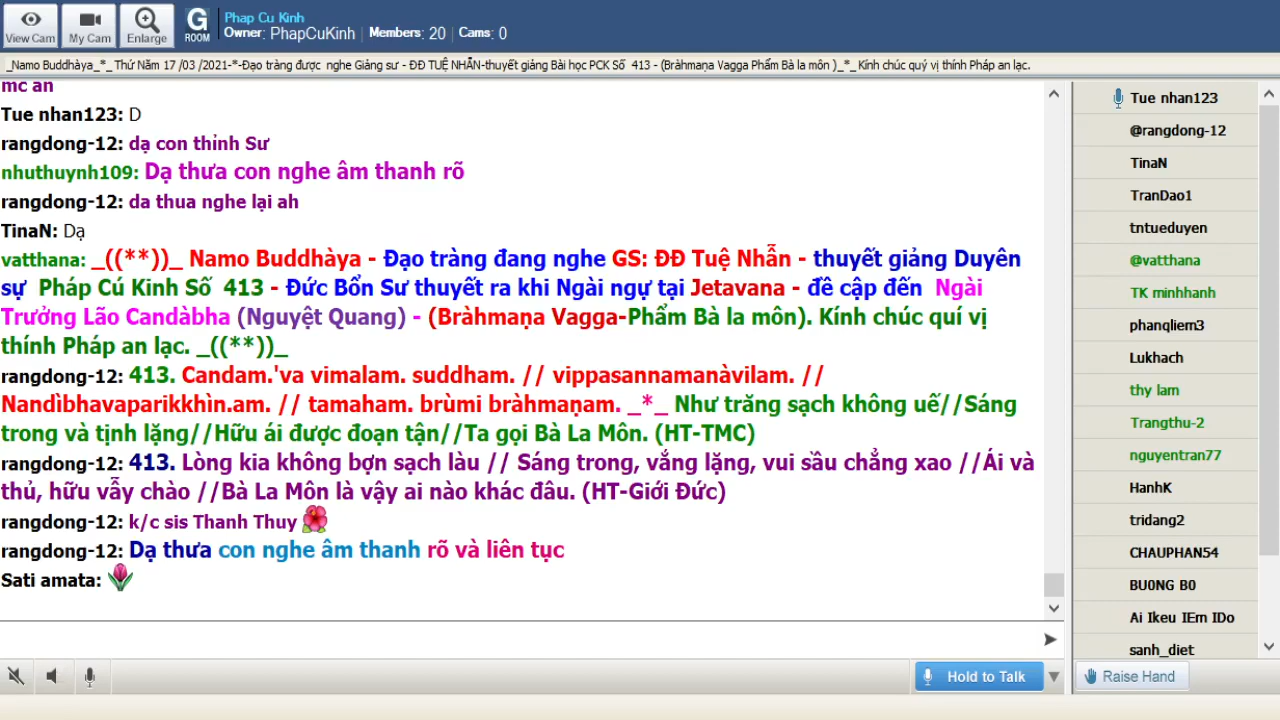 Phap Cu Kinh
View Cam
My Cam
Enlarge
G
ROOM
Owner: PhapCuKinh | Members: 20 | Cams: 0
_Namo Buddhàya_*_ Thứ Năm 17 /03 /2021-*-Đạo tràng được nghe Giảng sư - ĐĐ TUỆ NHẪN-thuyết giảng Bài học PCK Số 413 - (Bràhmaṇa Vagga Phẩm Bà la môn )_*_Kính chúc quý vị thính Pháp an lạc.
mc an
Tue nhan123: D
rangdong-12: dạ con thỉnh Sư
nhuthuynh109: Dạ thưa con nghe âm thanh rõ
rangdong-12: da thua nghe lại ah
TinaN: Dạ
vatthana: _((**))_ Namo Buddhàya - Đạo tràng đang nghe GS: ĐĐ Tuệ Nhẫn - thuyết giảng Duyên
sự Pháp Cú Kinh Số 413 - Đức Bổn Sư thuyết ra khi Ngài ngự tại Jetavana - đề cập đến Ngài
Trưởng Lão Candàbha (Nguyệt Quang) - (Bràhmaṇa Vagga-Phẩm Bà la môn). Kính chúc quí vị
thính Pháp an lạc. _((**))_
rangdong-12: 413. Candam.'va vimalam. suddham. // vippasannamanàvilam. //
Nandìbhavaparikkhìn.am. // tamaham. brùmi bràhmaṇam. _*_ Như trăng sạch không uế//Sáng
trong và tịnh lặng//Hữu ái được đoạn tận//Ta gọi Bà La Môn. (HT-TMC)
rangdong-12: 413. Lòng kia không bợn sạch làu // Sáng trong, vắng lặng, vui sầu chẳng xao //Ái và
thủ, hữu vẫy chào //Bà La Môn là vậy ai nào khác đâu. (HT-Giới Đức)
rangdong-12: k/c sis Thanh Thuy
rangdong-12: Dạ thưa con nghe âm thanh rõ và liên tục
Sati amata:
Tue nhan123
@rangdong-12
TinaN
TranDao1
tntueduyen
@vatthana
TK minhhanh
phanqliem3
Lukhach
thy lam
Trangthu-2
nguyentran77
HanhK
tridang2
CHAUPHAN54
BU0NG B0
Ai Ikeu IEm IDo
sanh_diet
Hold to Talk
Raise Hand